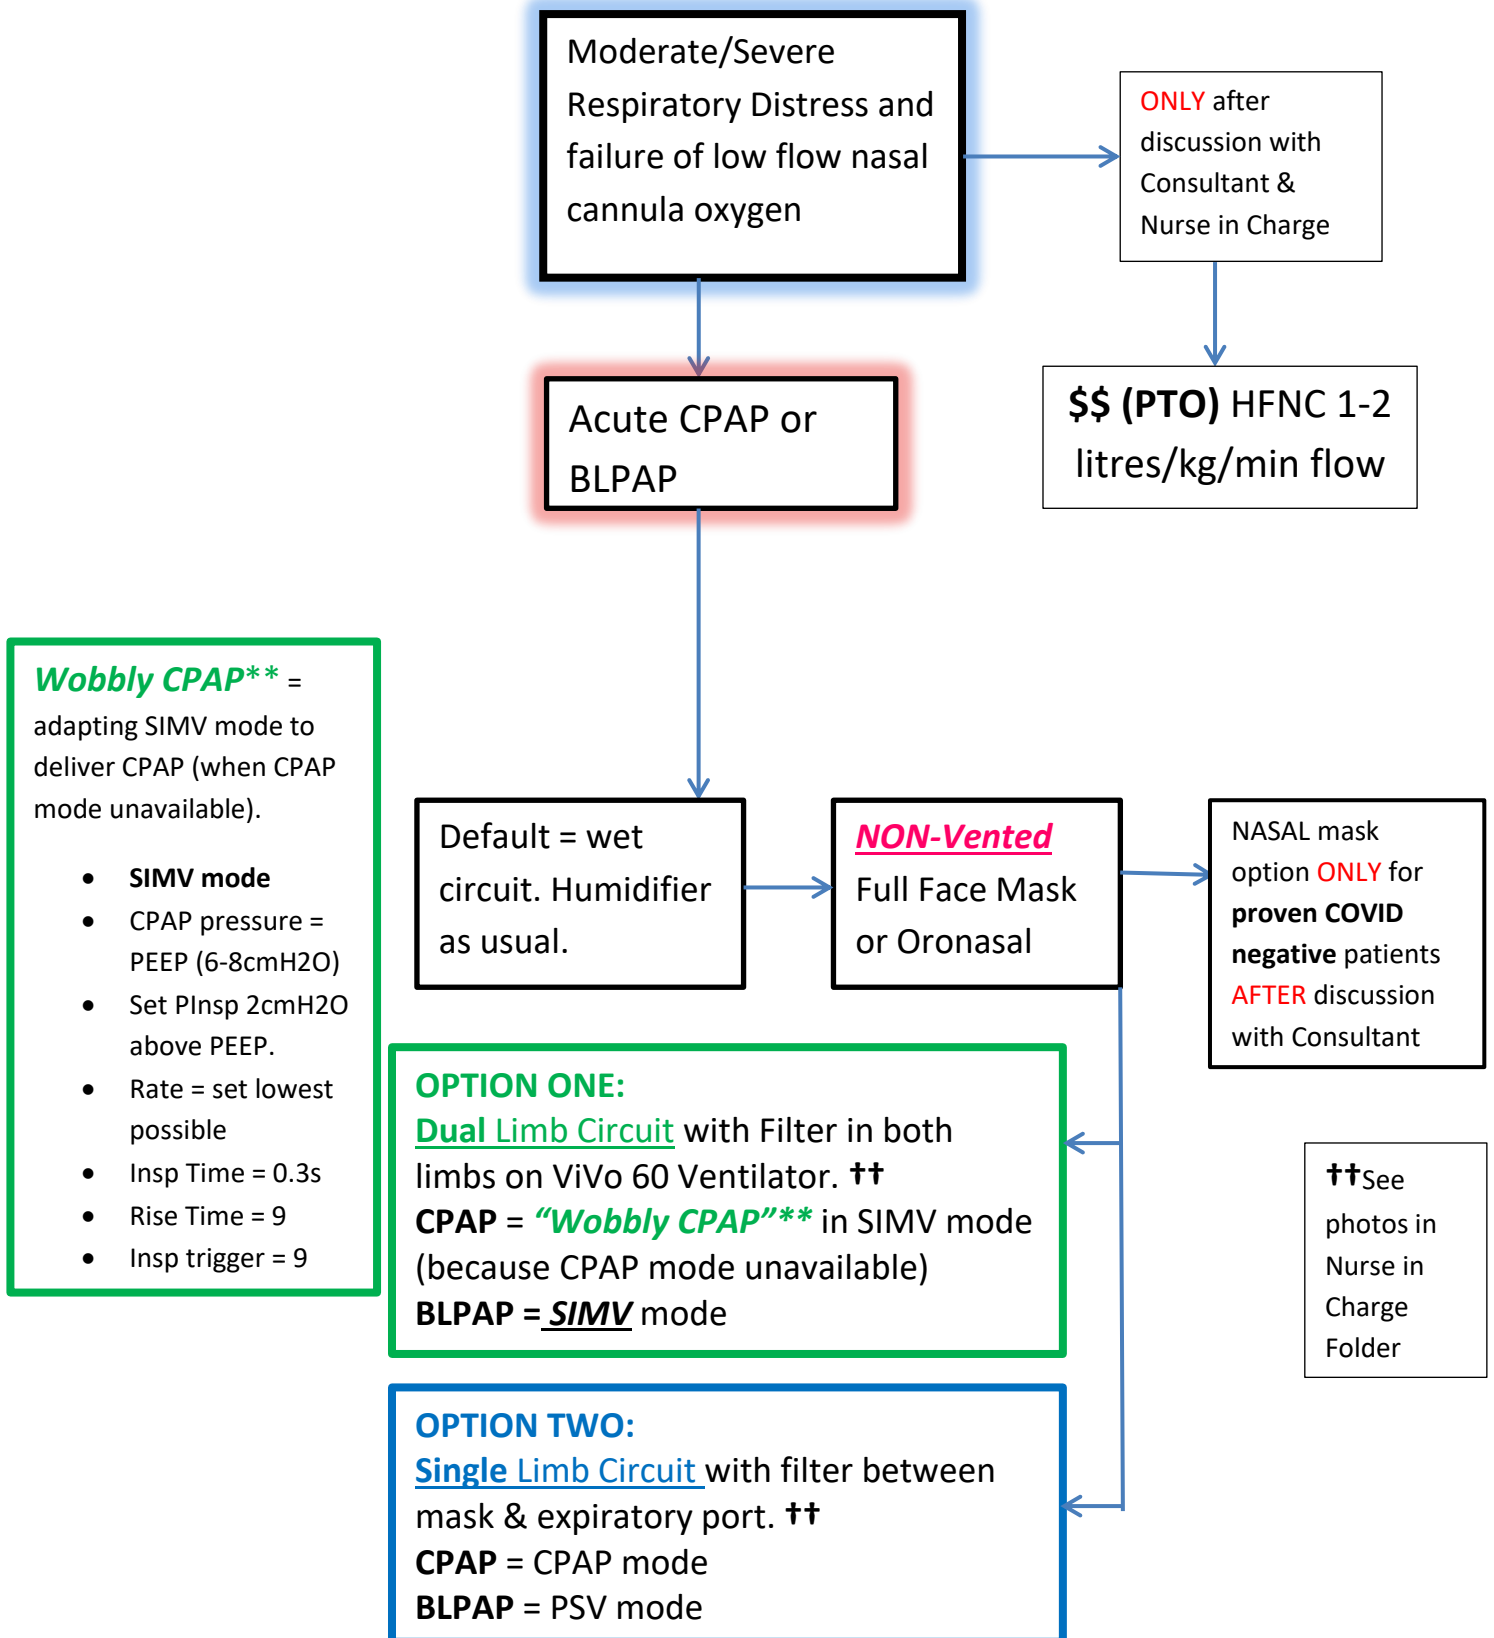 Moderate/Severe
Respiratory Distress and
failure of low flow nasal
cannula oxygen
ONLY after
discussion with
Consultant &
Nurse in Charge
$$ (PTO) HFNC 1-2
litres/kg/min flow
Acute CPAP or
BLPAP
Wobbly CPAP** =
adapting SIMV mode to
deliver CPAP (when CPAP
mode unavailable).
• SIMV mode
• CPAP pressure =
PEEP (6-8cmH2O)
• Set PInsp 2cmH2O
above PEEP.
• Rate = set lowest
possible
• Insp Time = 0.3s
• Rise Time = 9
• Insp trigger = 9
Default = wet
circuit. Humidifier
as usual.
NON-Vented
Full Face Mask
or Oronasal
NASAL mask
option ONLY for
proven COVID
negative patients
AFTER discussion
with Consultant
OPTION ONE:
Dual Limb Circuit with Filter in both
limbs on ViVo 60 Ventilator. ††
CPAP = “Wobbly CPAP”** in SIMV mode
(because CPAP mode unavailable)
BLPAP = SIMV mode
††See
photos in
Nurse in
Charge
Folder
OPTION TWO:
Single Limb Circuit with filter between
mask & expiratory port. ††
CPAP = CPAP mode
BLPAP = PSV mode